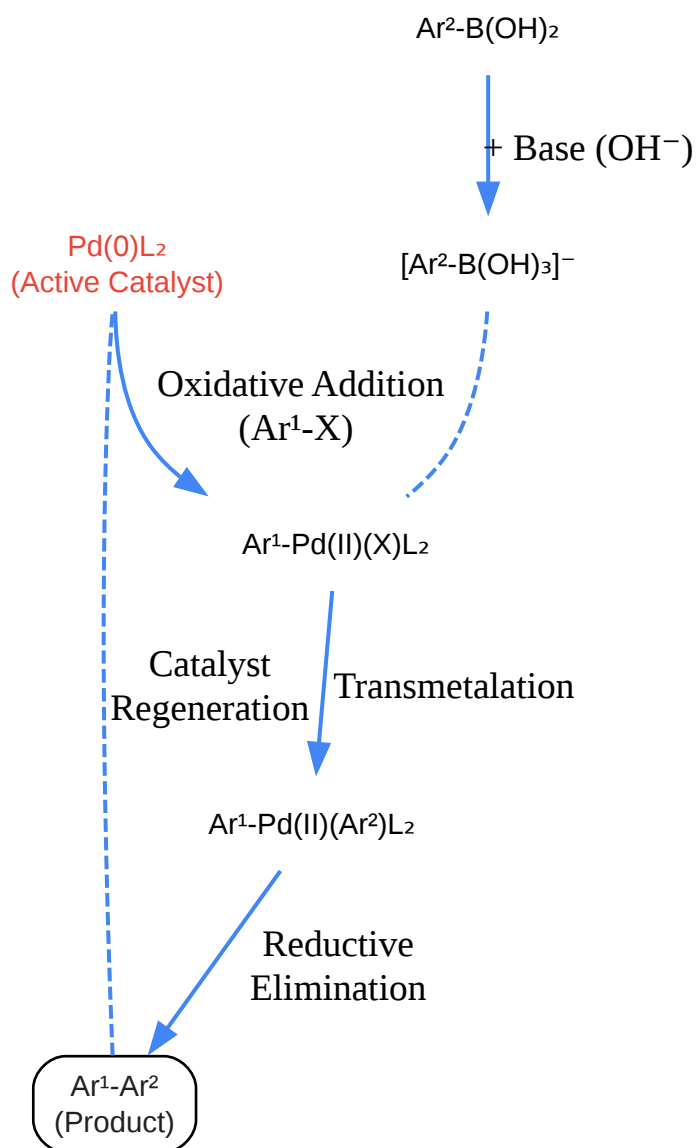 Ar²-B(OH)₂
+ Base (OH⁻)
Pd(0)L₂
(Active Catalyst)
[Ar²-B(OH)₃]⁻
Oxidative Addition
(Ar¹-X)
Ar¹-Pd(II)(X)L₂
Catalyst
Regeneration
Transmetalation
Ar¹-Pd(II)(Ar²)L₂
Reductive
Elimination
Ar¹-Ar²
(Product)